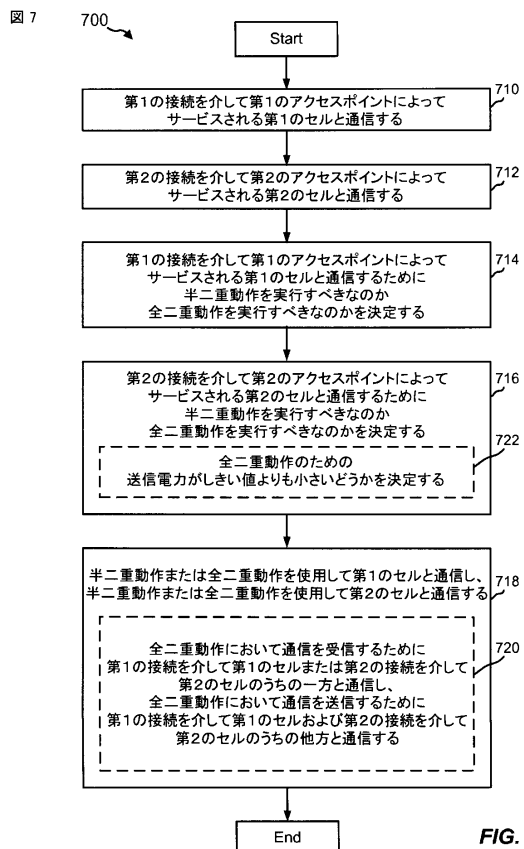 図 7
700
Start
第1の接続を介して第1のアクセスポイントによって
サービスされる第1のセルと通信する
710
第2の接続を介して第2のアクセスポイントによって
サービスされる第2のセルと通信する
712
第1の接続を介して第1のアクセスポイントによって
サービスされる第1のセルと通信するために
半二重動作を実行すべきなのか
全二重動作を実行すべきなのかを決定する
714
第2の接続を介して第2のアクセスポイントによって
サービスされる第2のセルと通信するために
半二重動作を実行すべきなのか
全二重動作を実行すべきなのかを決定する
716
全二重動作のための
送信電力がしきい値よりも小さいどうかを決定する
722
半二重動作または全二重動作を使用して第1のセルと通信し、
半二重動作または全二重動作を使用して第2のセルと通信する
718
全二重動作において通信を受信するために
第1の接続を介して第1のセルまたは第2の接続を介して
第2のセルのうちの一方と通信し、
全二重動作において通信を送信するために
第1の接続を介して第1のセルおよび第2の接続を介して
第2のセルのうちの他方と通信する
720
End
FIG.